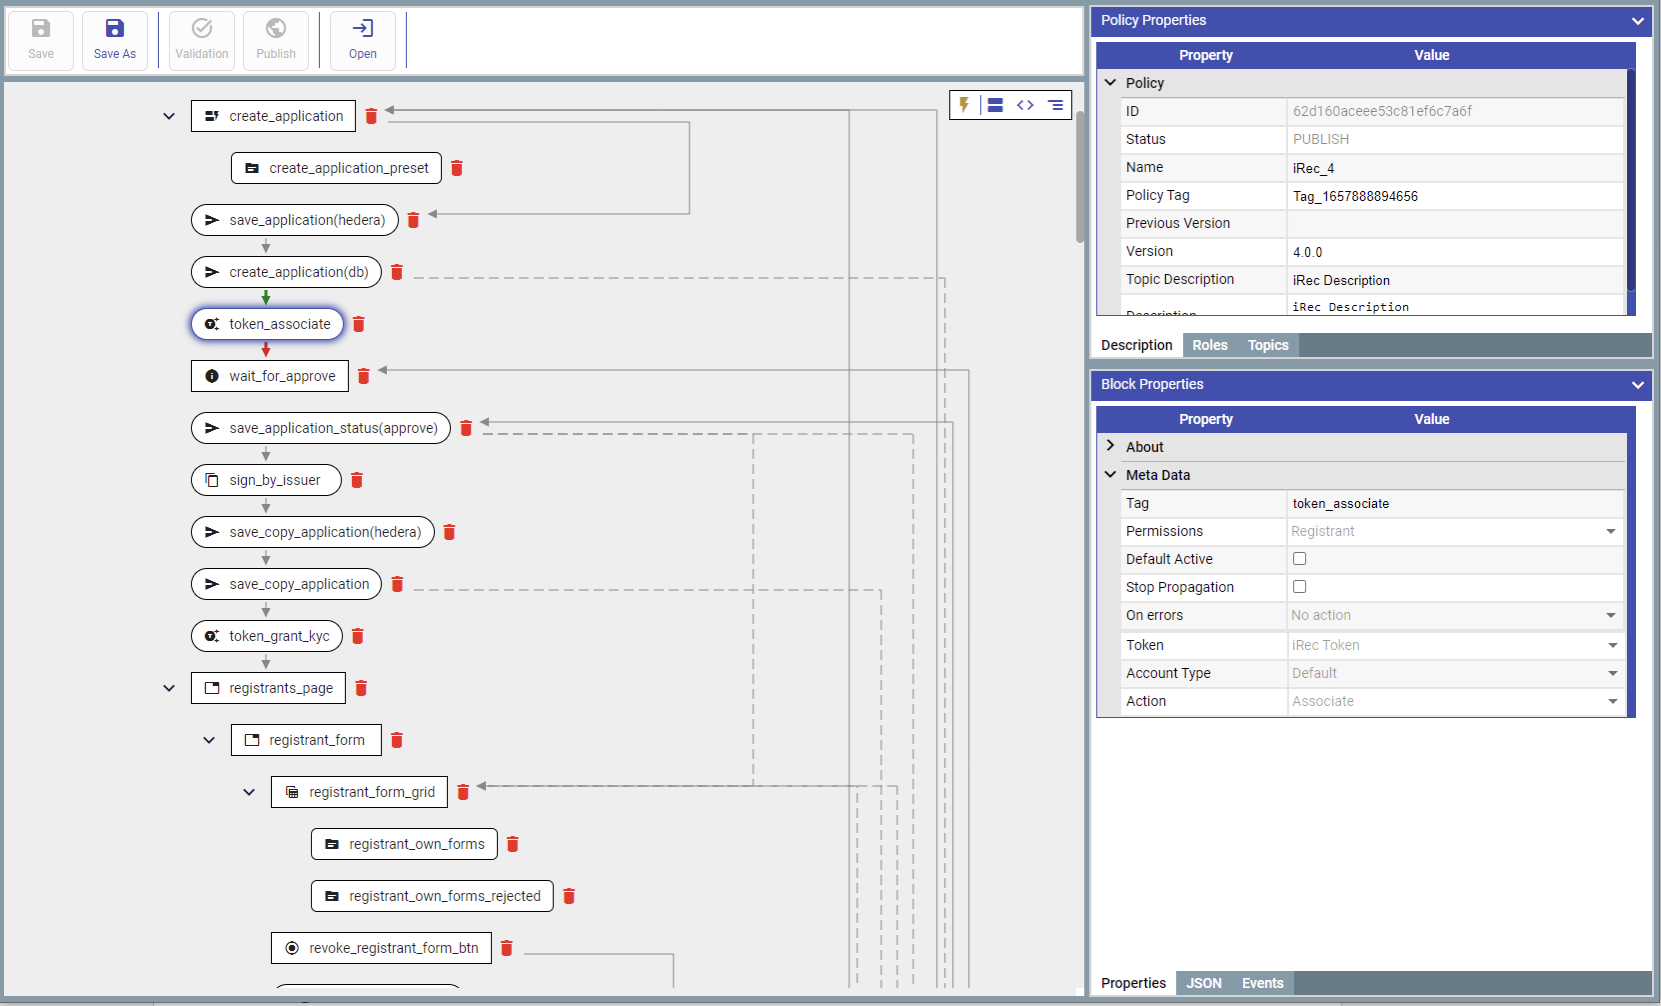 Save
Save As
Validation
Publish
Open
create_application
create_application_preset
save_application(hedera)
create_application(db)
token_associate
wait_for_approve
save_application_status(approve)
sign_by_issuer
save_copy_application(hedera)
save_copy_application
token_grant_kyc
registrants_page
registrant_form
registrant_form_grid
registrant_own_forms
registrant_own_forms_rejected
revoke_registrant_form_btn
Policy Properties
Property Value
Policy
ID 62d160aceee53c81ef6c7a6f
Status PUBLISH
Name iRec_4
Policy Tag Tag_1657888894656
Previous Version
Version 4.0.0
Topic Description iRec Description
Description iRec Description
Description Roles Topics
Block Properties
Property Value
About
Meta Data
Tag token_associate
Permissions Registrant
Default Active
Stop Propagation
On errors No action
Token iRec Token
Account Type Default
Action Associate
Properties JSON Events